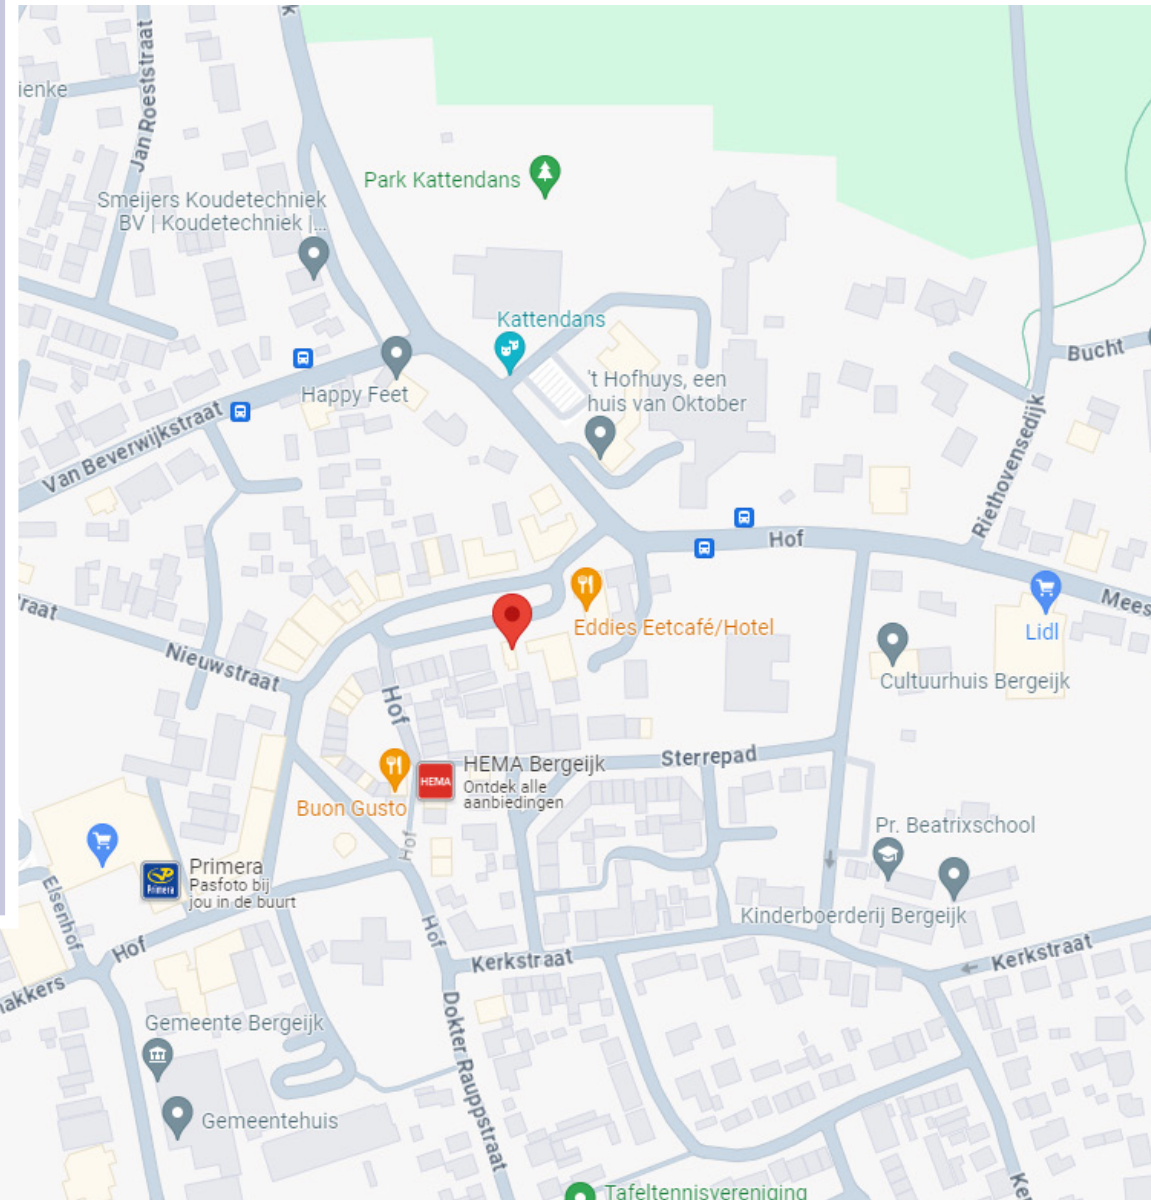 k
Jan Roeststraat
ienke
Park Kattendans
Smeijers Koudetechniek
BV | Koudetechniek |...
Kattendans
't Hofhuys, een
huis van Oktober
Happy Feet
Bucht
Van Beverwijkstraat
Riethovensedijk
Hof
Mees
raat
Eddies Eetcafé/Hotel
Lidl
Nieuwstraat
Cultuurhuis Bergeijk
Hof
Sterrepad
HEMA
HEMA Bergeijk
Ontdek alle
aanbiedingen
Buon Gusto
Hof
Pr. Beatrixschool
Primera
Primera
Pasfoto bij
jou in de buurt
Elsenhof
Kinderboerderij Bergeijk
Hof
Hof
Kerkstraat
Kerkstraat
akkers
Dokter Rauppstraat
Gemeente Bergeijk
Gemeentehuis
Ke
Tafeltennisvereniging